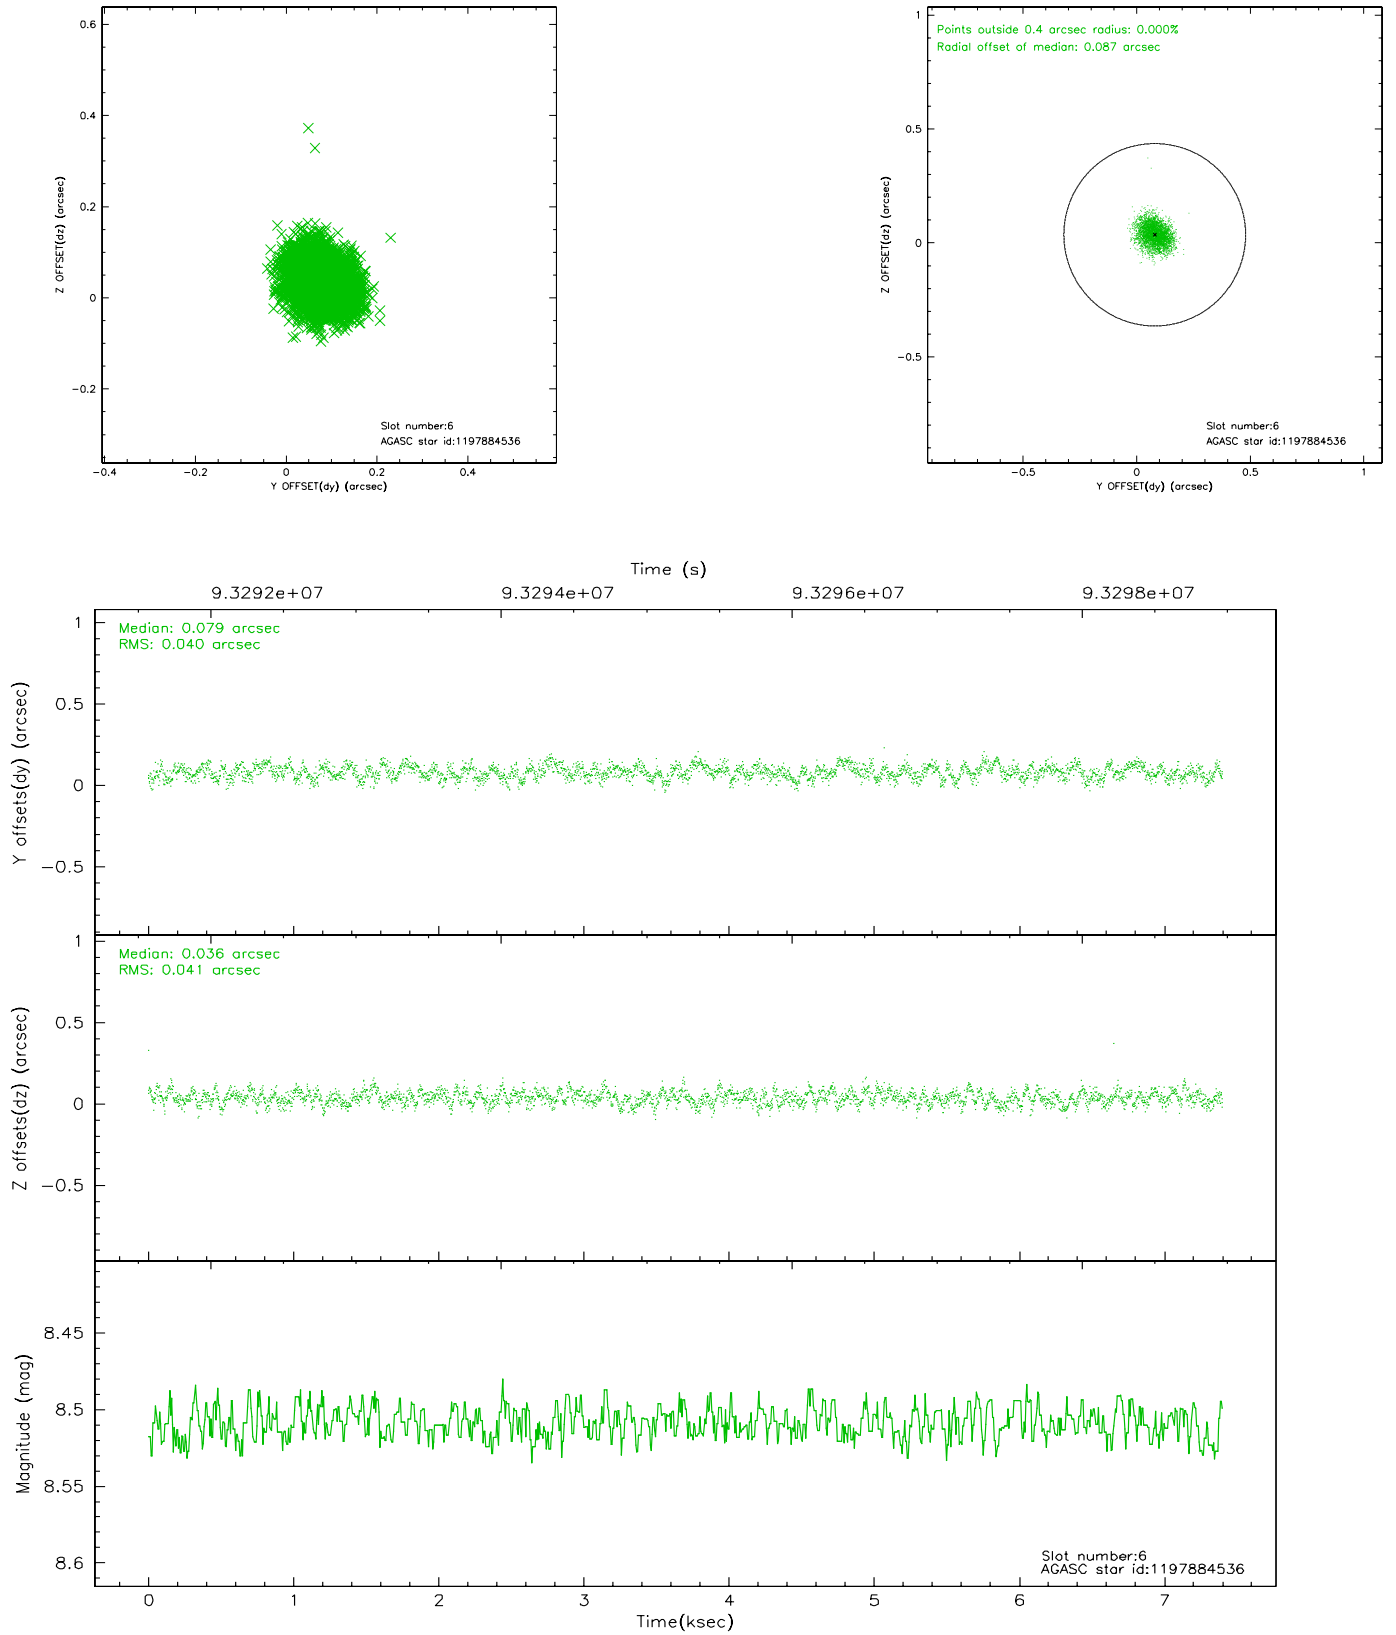 0.6
0.4
0.2
0
−0.2
Z OFFSET(dz) (arcsec)
Slot number:6
AGASC star id:1197884536
−0.4 −0.2 0 0.2 0.4
Y OFFSET(dy) (arcsec)
Points outside 0.4 arcsec radius: 0.000%
Radial offset of median: 0.087 arcsec
1
0.5
0
−0.5
Z OFFSET(dz) (arcsec)
Slot number:6
AGASC star id:1197884536
−0.5 0 0.5 1
Y OFFSET(dy) (arcsec)
Time (s)
9.3292e+07 9.3294e+07 9.3296e+07 9.3298e+07
Median: 0.079 arcsec
RMS: 0.040 arcsec
1
0.5
0
−0.5
Y offsets(dy) (arcsec)
Median: 0.036 arcsec
RMS: 0.041 arcsec
1
0.5
0
−0.5
Z offsets(dz) (arcsec)
8.45
8.5
8.55
8.6
Magnitude (mag)
Slot number:6
AGASC star id:1197884536
0 1 2 3 4 5 6 7
Time(ksec)